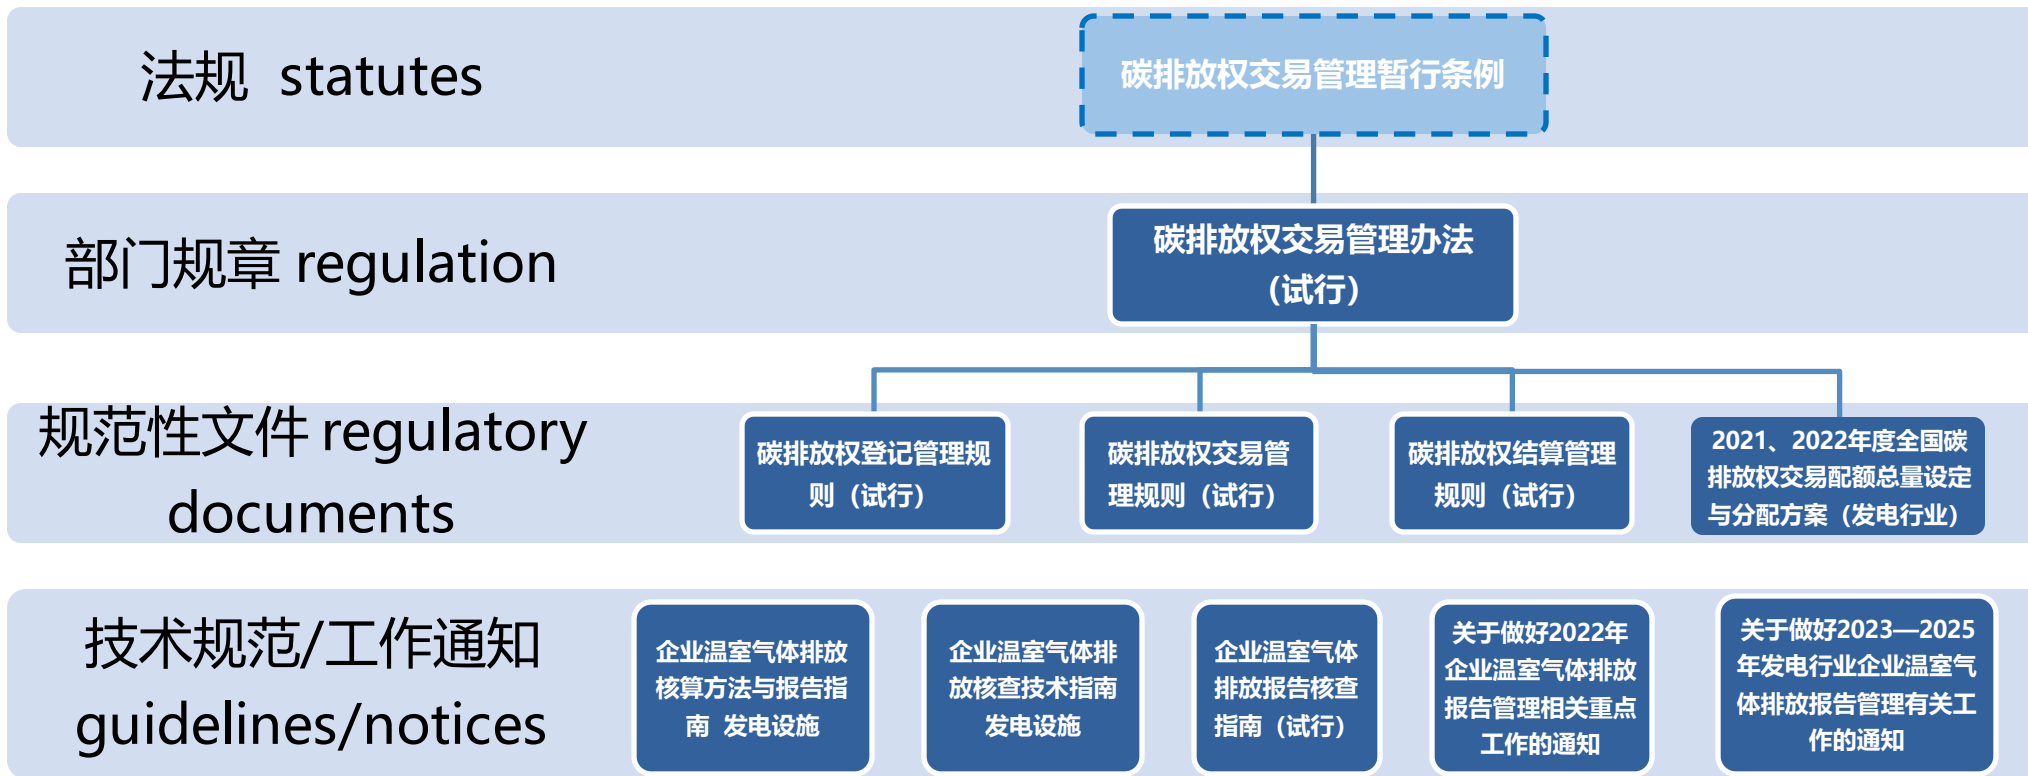 法规 statutes
碳排放权交易管理暂行条例
部门规章 regulation
碳排放权交易管理办法
（试行）
规范性文件 regulatory
documents
碳排放权登记管理规
则（试行）
碳排放权交易管
理规则（试行）
碳排放权结算管理
规则（试行）
2021、2022年度全国碳
排放权交易配额总量设定
与分配方案（发电行业）
技术规范/工作通知
guidelines/notices
企业温室气体排放
核算方法与报告指
南 发电设施
企业温室气体排
放核查技术指南
发电设施
企业温室气体
排放报告核查
指南（试行）
关于做好2022年
企业温室气体排放
报告管理相关重点
工作的通知
关于做好2023—2025
年发电行业企业温室气
体排放报告管理有关工
作的通知